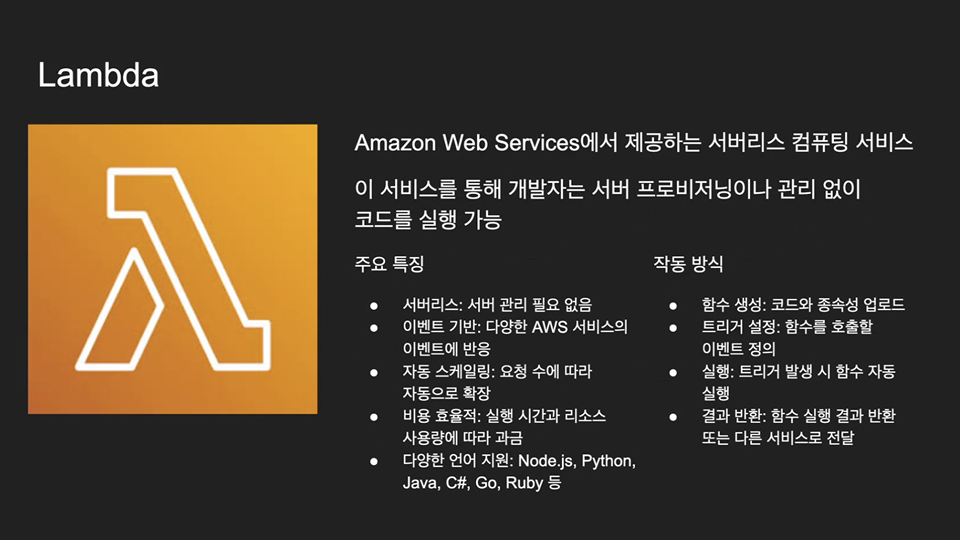 Lambda
Amazon Web Services에서 제공하는 서버리스 컴퓨팅 서비스
이 서비스를 통해 개발자는 서버 프로비저닝이나 관리 없이
코드를 실행 가능
주요 특징
● 서버리스: 서버 관리 필요 없음
● 이벤트 기반: 다양한 AWS 서비스의
이벤트에 반응
● 자동 스케일링: 요청 수에 따라
자동으로 확장
● 비용 효율적: 실행 시간과 리소스
사용량에 따라 과금
● 다양한 언어 지원: Node.js, Python,
Java, C#, Go, Ruby 등
작동 방식
● 함수 생성: 코드와 종속성 업로드
● 트리거 설정: 함수를 호출할
이벤트 정의
● 실행: 트리거 발생 시 함수 자동
실행
● 결과 반환: 함수 실행 결과 반환
또는 다른 서비스로 전달